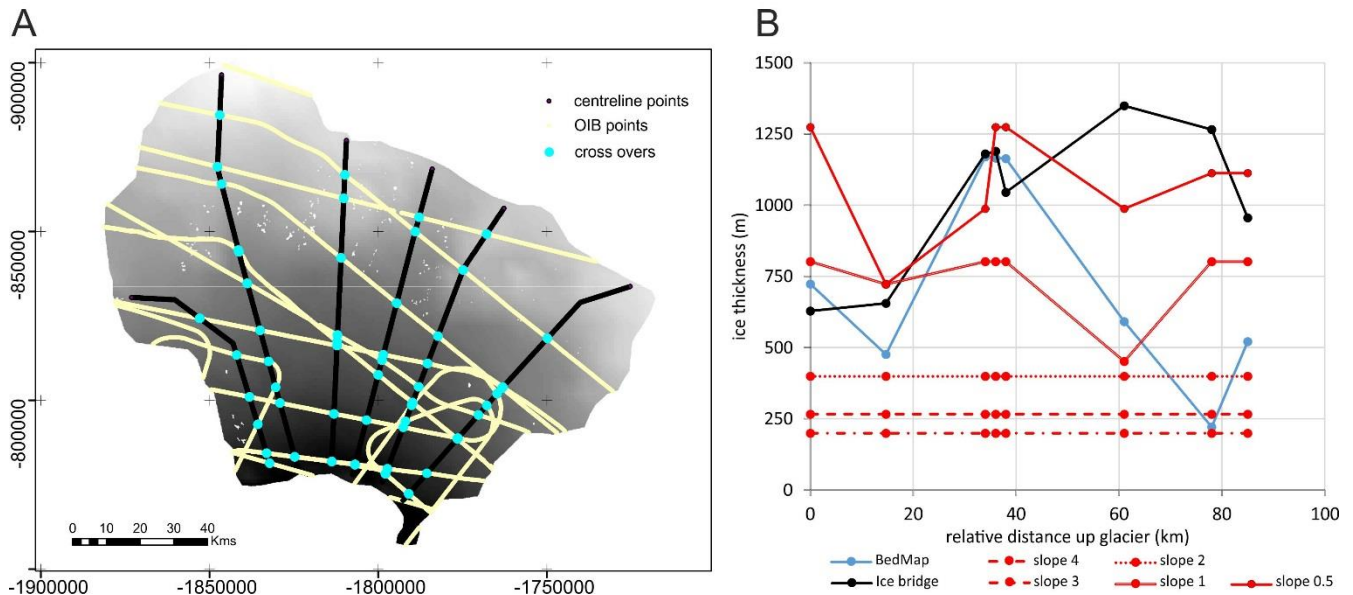 A
B
-900000
-850000
-800000
centreline points
OIB points
cross overs
0 10 20 30 40
Kms
-1900000 -1850000 -1800000 -1750000
1500
1250
1000
750
500
250
0
ice thickness (m)
0 20 40 60 80 100
relative distance up glacier (km)
BedMap slope 4 slope 2
Ice bridge slope 3 slope 1 slope 0.5